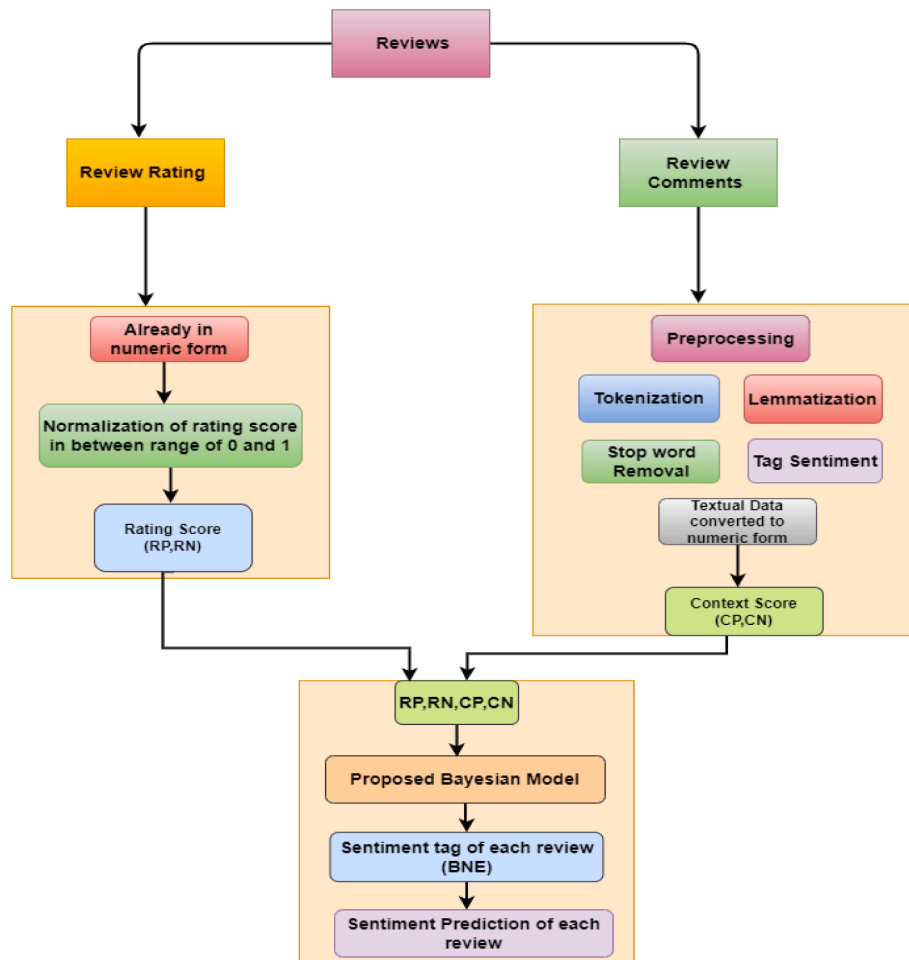 Reviews
Review Rating
Review
Comments
Already in
numeric form
Normalization of rating score
in between range of 0 and 1
Rating Score
(RP,RN)
Preprocessing
Tokenization
Lemmatization
Stop word
Removal
Tag Sentiment
Textual Data
converted to
numeric form
Context Score
(CP,CN)
RP,RN,CP,CN
Proposed Bayesian Model
Sentiment tag of each review
(BNE)
Sentiment Prediction of each
review